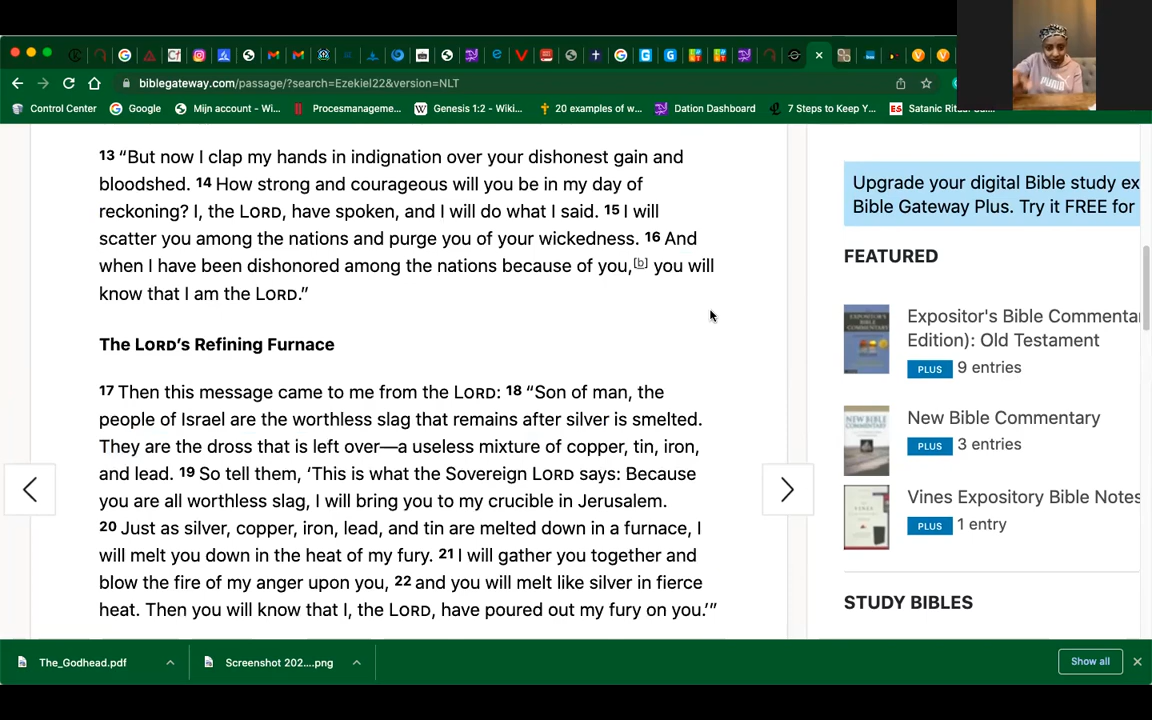 biblegateway.com/passage/?search=Ezekiel22&version=NLT
Control Center Google Mijn account - Wi... Procesmanageme... Genesis 1:2 - Wiki... 20 examples of w... Dation Dashboard 7 Steps to Keep Y... Satanic
PUMA
13 “But now I clap my hands in indignation over your dishonest gain and
bloodshed. 14 How strong and courageous will you be in my day of
reckoning? I, the LORD, have spoken, and I will do what I said. 15 I will
scatter you among the nations and purge you of your wickedness. 16 And
when I have been dishonored among the nations because of you,[b] you will
know that I am the LORD.”
The LORD’s Refining Furnace
17 Then this message came to me from the LORD: 18 “Son of man, the
people of Israel are the worthless slag that remains after silver is smelted.
They are the dross that is left over—a useless mixture of copper, tin, iron,
and lead. 19 So tell them, ‘This is what the Sovereign LORD says: Because
you are all worthless slag, I will bring you to my crucible in Jerusalem.
20 Just as silver, copper, iron, lead, and tin are melted down in a furnace, I
will melt you down in the heat of my fury. 21 I will gather you together and
blow the fire of my anger upon you, 22 and you will melt like silver in fierce
heat. Then you will know that I, the LORD, have poured out my fury on you.’”
Upgrade your digital Bible study ex
Bible Gateway Plus. Try it FREE for
FEATURED
Expositor's Bible Commenta
Edition): Old Testament
PLUS 9 entries
New Bible Commentary
PLUS 3 entries
Vines Expository Bible Notes
PLUS 1 entry
STUDY BIBLES
The_Godhead.pdf
Screenshot 202....png
Show all